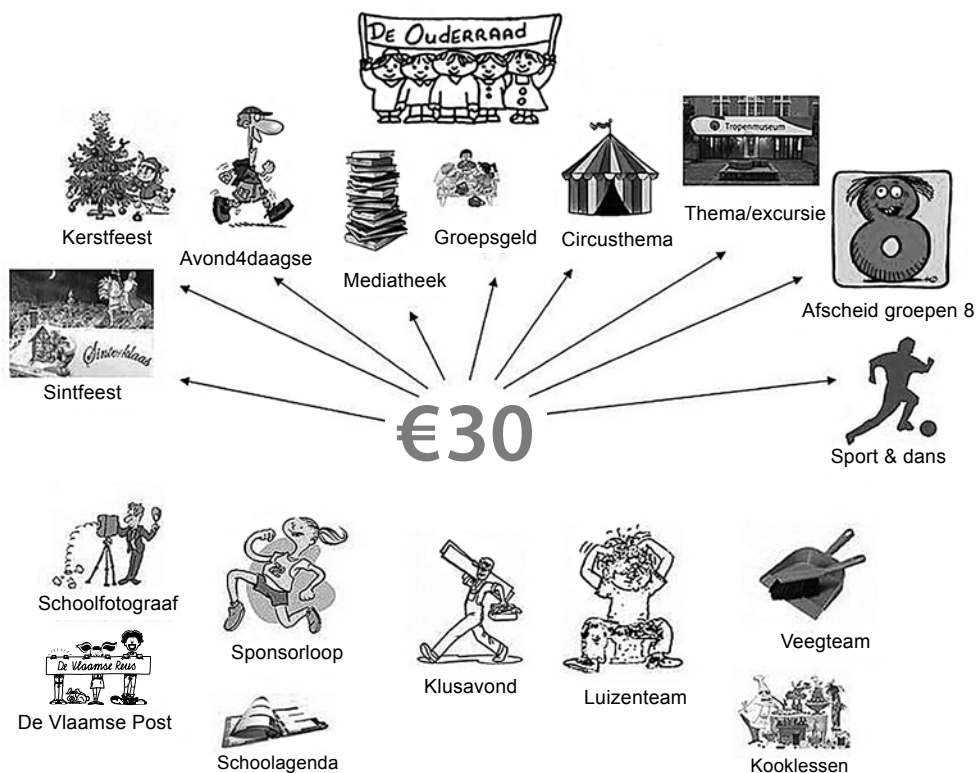 De Ouderraad
Tropenmuseum
Kerstfeest
Avond4daagse
Mediatheek
Groepsgeld
Circusthema
Thema/excursie
8
Afscheid groepen 8
Sinterklaas
Sintfeest
€30
Sport & dans
Schoolfotograaf
Sponsorloop
Klusavond
Luizenteam
Veegteam
De Vlaamse Reus
De Vlaamse Post
Schoolagenda
Kooklessen